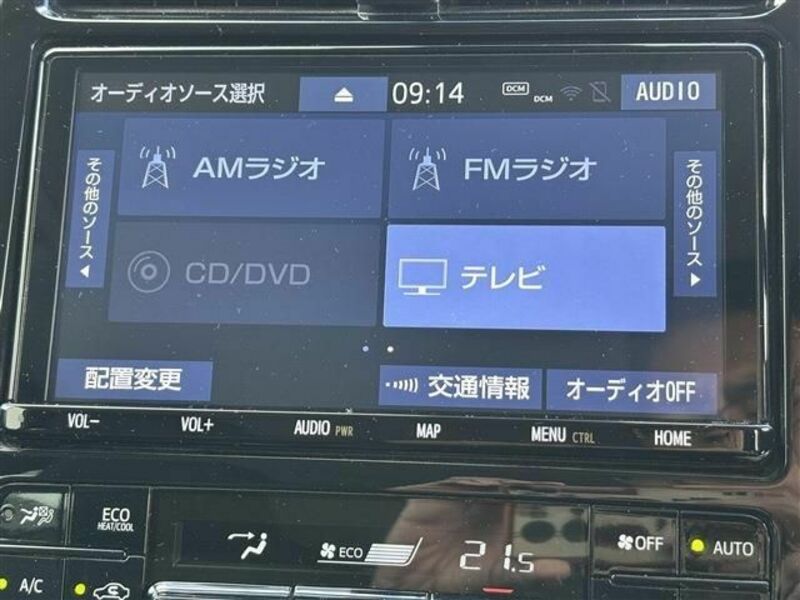 オーディオソース選択
09:14
DCM
DCM
AUDIO
その他のソース
AMラジオ
FMラジオ
その他のソース
CD/DVD
テレビ
配置変更
交通情報
オーディオOFF
VOL-
VOL+
AUDIO PWR
MAP
MENU CTRL
HOME
ECO
HEAT/COOL
ECO
21.5
OFF
AUTO
A/C